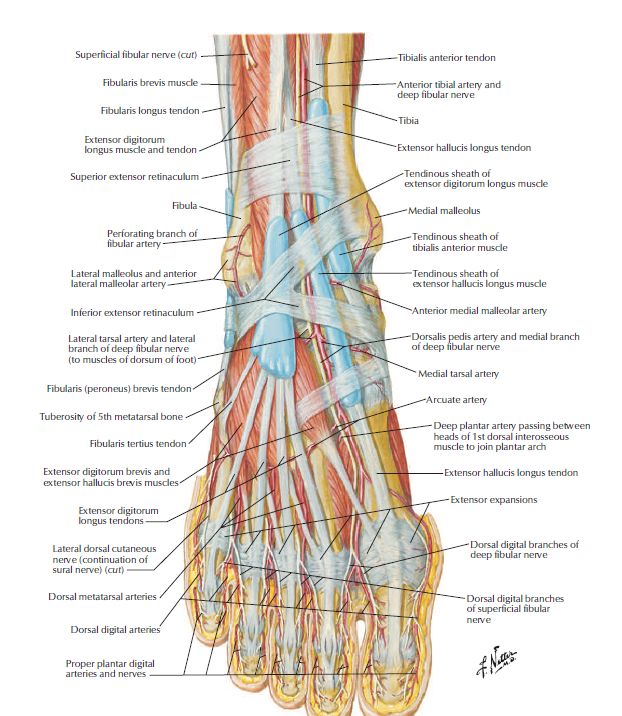 Superficial fibular nerve (cut)
Fibularis brevis muscle
Fibularis longus tendon
Extensor digitorum
longus muscle and tendon
Superior extensor retinaculum
Fibula
Perforating branch of
fibular artery
Lateral malleolus and anterior
lateral malleolar artery
Inferior extensor retinaculum
Lateral tarsal artery and lateral
branch of deep fibular nerve
(to muscles of dorsum of foot)
Fibularis (peroneus) brevis tendon
Tuberosity of 5th metatarsal bone
Fibularis tertius tendon
Extensor digitorum brevis and
extensor hallucis brevis muscles
Extensor digitorum
longus tendons
Lateral dorsal cutaneous
nerve (continuation of
sural nerve) (cut)
Dorsal metatarsal arteries
Dorsal digital arteries
Proper plantar digital
arteries and nerves
Tibialis anterior tendon
Anterior tibial artery and
deep fibular nerve
Tibia
Extensor hallucis longus tendon
Tendinous sheath of
extensor digitorum longus muscle
Medial malleolus
Tendinous sheath of
tibialis anterior muscle
Tendinous sheath of
extensor hallucis longus muscle
Anterior medial malleolar artery
Dorsalis pedis artery and medial branch
of deep fibular nerve
Medial tarsal artery
Arcuate artery
Deep plantar artery passing between
heads of 1st dorsal interosseous
muscle to join plantar arch
Extensor hallucis longus tendon
Extensor expansions
Dorsal digital branches of
deep fibular nerve
Dorsal digital branches
of superficial fibular
nerve
F. Netter
M.D.